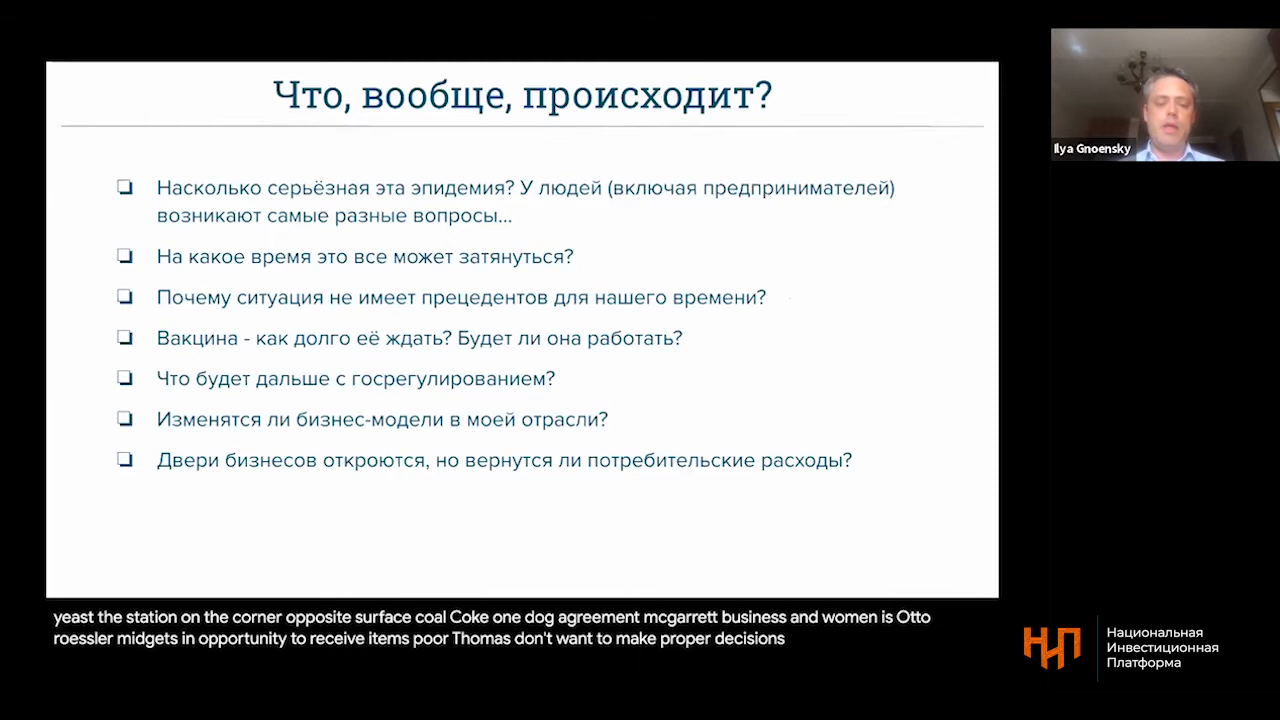 Что, вообще, происходит?
❏ Насколько серьёзная эта эпидемия? У людей (включая предпринимателей)
возникают самые разные вопросы...
❏ На какое время это все может затянуться?
❏ Почему ситуация не имеет прецедентов для нашего времени?
❏ Вакцина - как долго её ждать? Будет ли она работать?
❏ Что будет дальше с госрегулированием?
❏ Изменятся ли бизнес-модели в моей отрасли?
❏ Двери бизнесов откроются, но вернутся ли потребительские расходы?
Ilya Gnoensky
yeast the station on the corner opposite surface coal Coke one dog agreement mcgarrett business and women is Otto
roessler midgets in opportunity to receive items poor Thomas don't want to make proper decisions
НИП
Национальная
Инвестиционная
Платформа